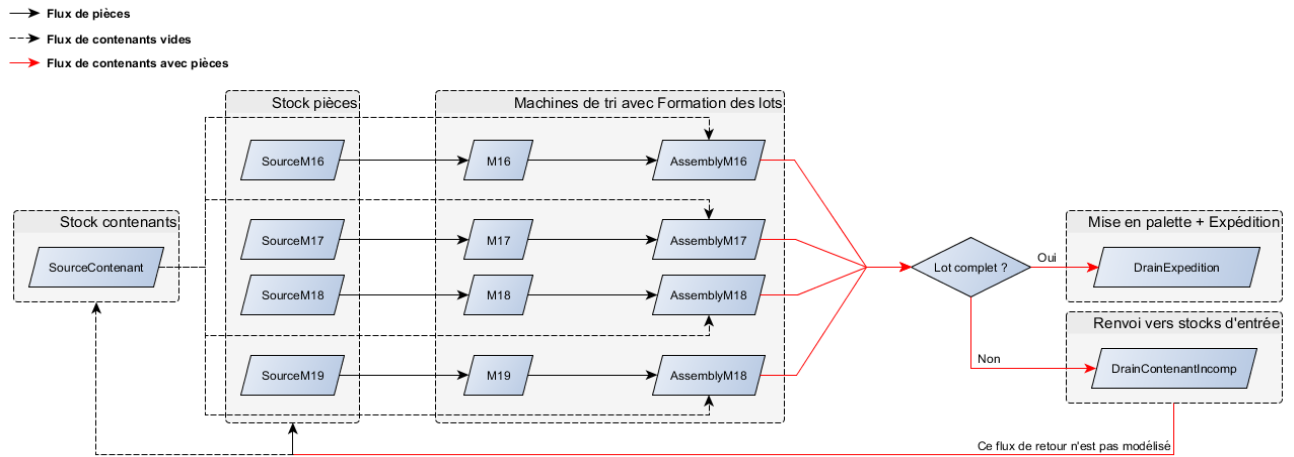 Flux de pièces
Flux de contenants vides
Flux de contenants avec pièces
Stock pièces
Machines de tri avec Formation des lots
SourceM16
M16
AssemblyM16
Stock contenants
SourceContenant
SourceM17
M17
AssemblyM17
SourceM18
M18
AssemblyM18
SourceM19
M19
AssemblyM18
Lot complet ?
Oui
Mise en palette + Expédition
DrainExpedition
Non
Renvoi vers stocks d'entrée
DrainContenantIncomp
Ce flux de retour n'est pas modélisé